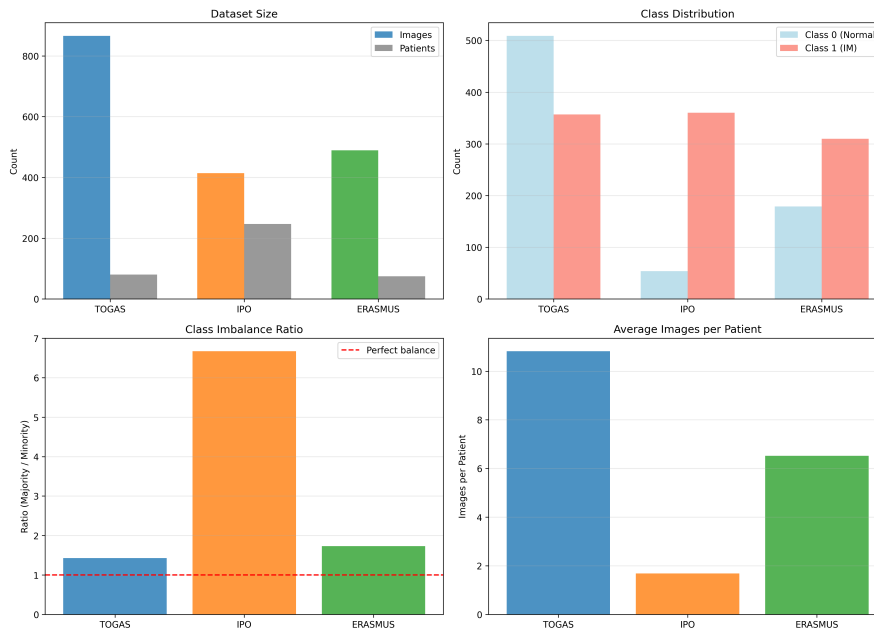 Dataset Size
Count
800
600
400
200
0
Images
Patients
TOGAS
IPO
ERASMUS
Class Distribution
Count
500
400
300
200
100
0
Class 0 (Normal
Class 1 (IM)
TOGAS
IPO
ERASMUS
Class Imbalance Ratio
Ratio (Majority / Minority)
7
6
5
4
3
2
1
0
Perfect balance
TOGAS
IPO
ERASMUS
Average Images per Patient
Images per Patient
10
8
6
4
2
0
TOGAS
IPO
ERASMUS